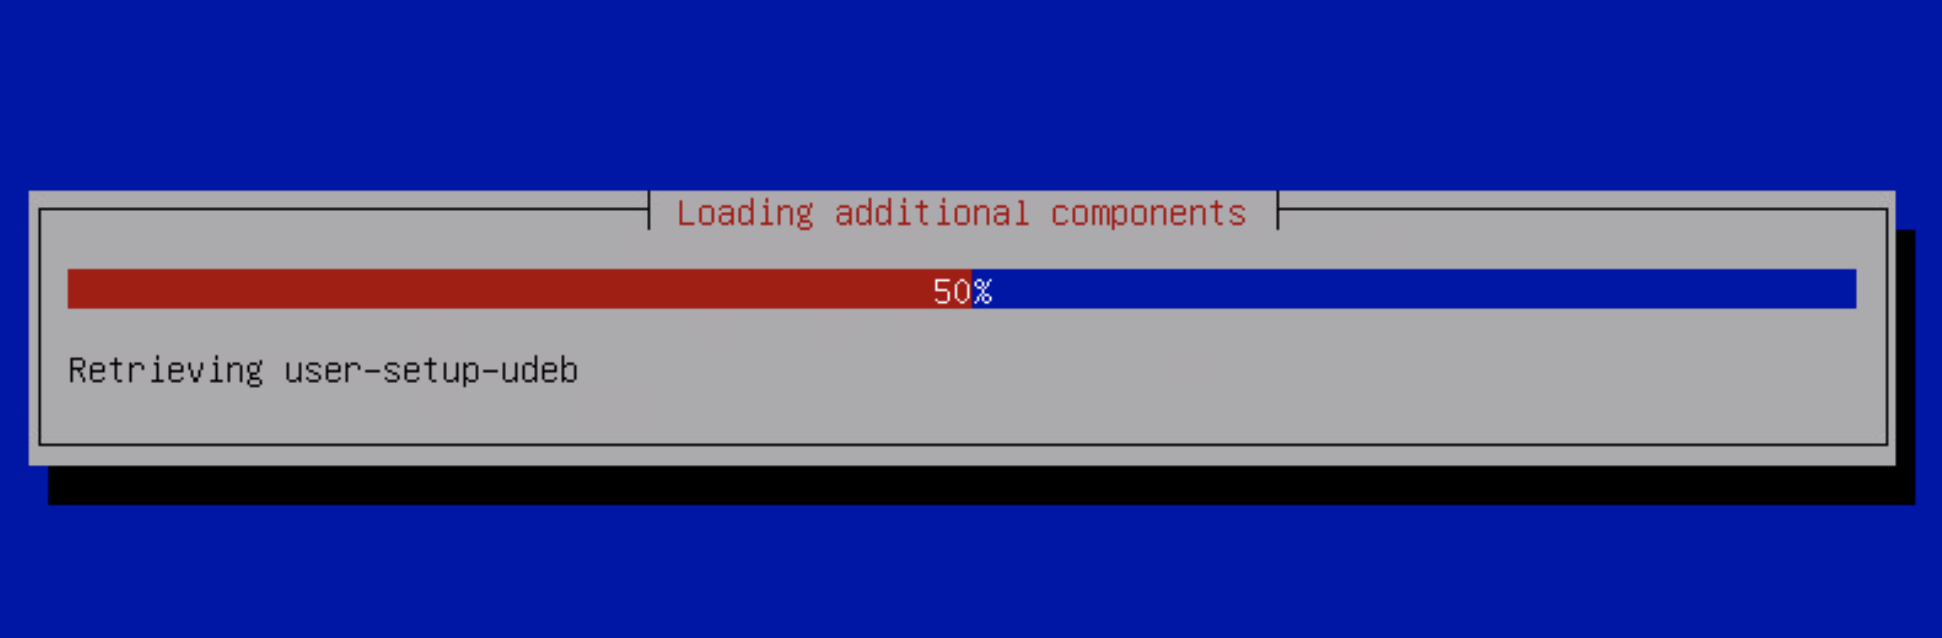 Loading additional components
50%
Retrieving user-setup-udeb